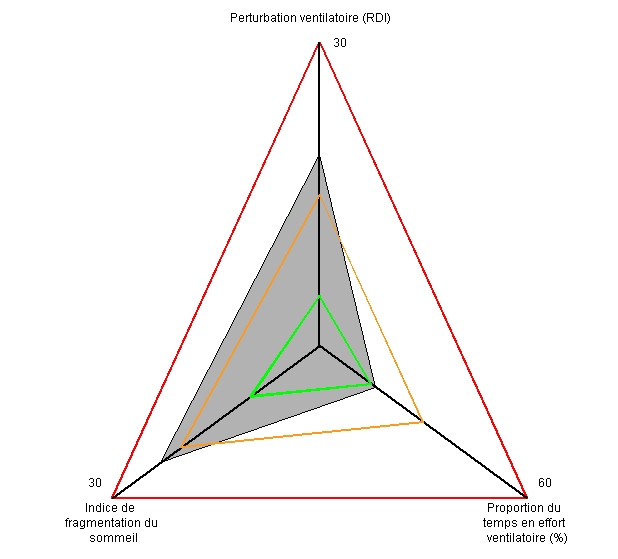 Perturbation ventilatoire (RDI)
30
30
60
Indice de
fragmentation du
sommeil
Proportion du
temps en effort
ventilatoire (%)